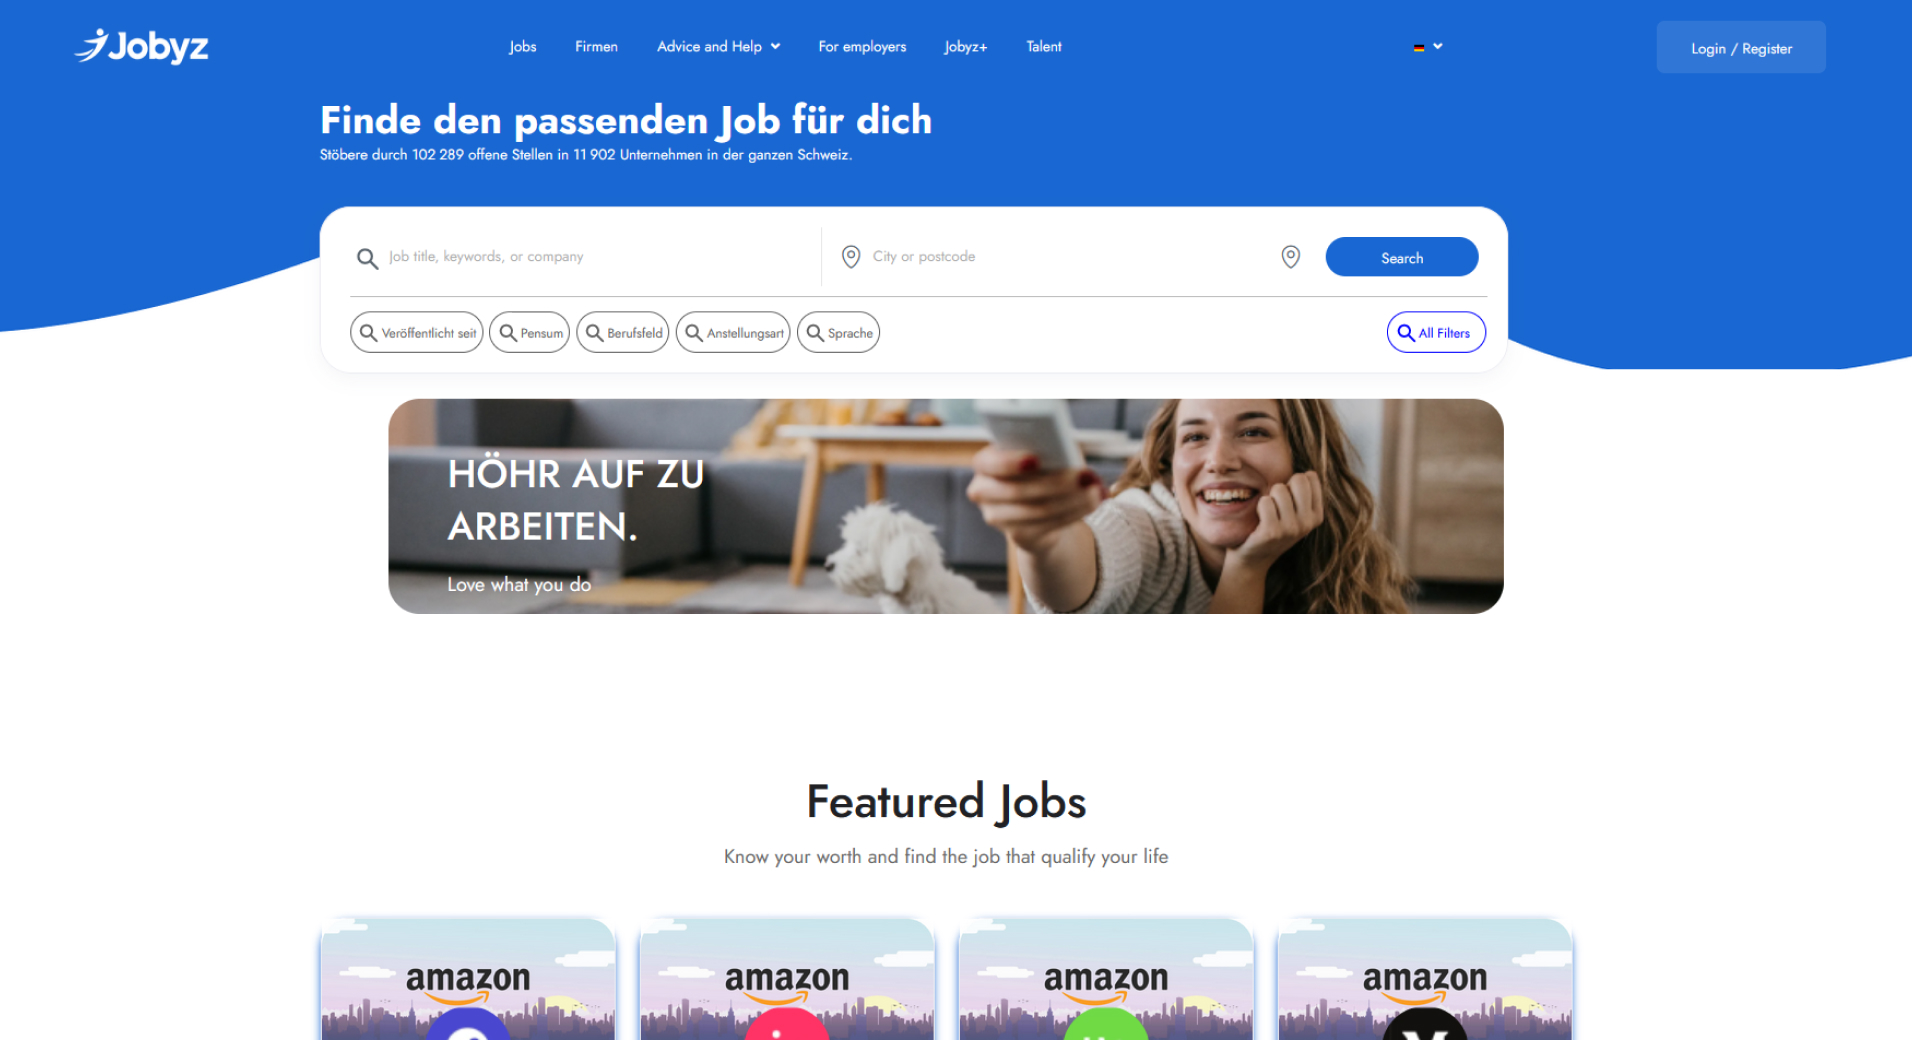 Jobyz
Jobs Firmen Advice and Help For employers Jobyz+ Talent
Login / Register
Finde den passenden Job für dich
Stöbere durch 102 289 offene Stellen in 11 902 Unternehmen in der ganzen Schweiz.
Job title, keywords, or company
City or postcode
Search
Veröffentlicht seit
Pensum
Berufsfeld
Anstellungsart
Sprache
All Filters
HÖHR AUF ZU
ARBEITEN.
Love what you do
Featured Jobs
Know your worth and find the job that qualify your life
amazon
amazon
amazon
amazon